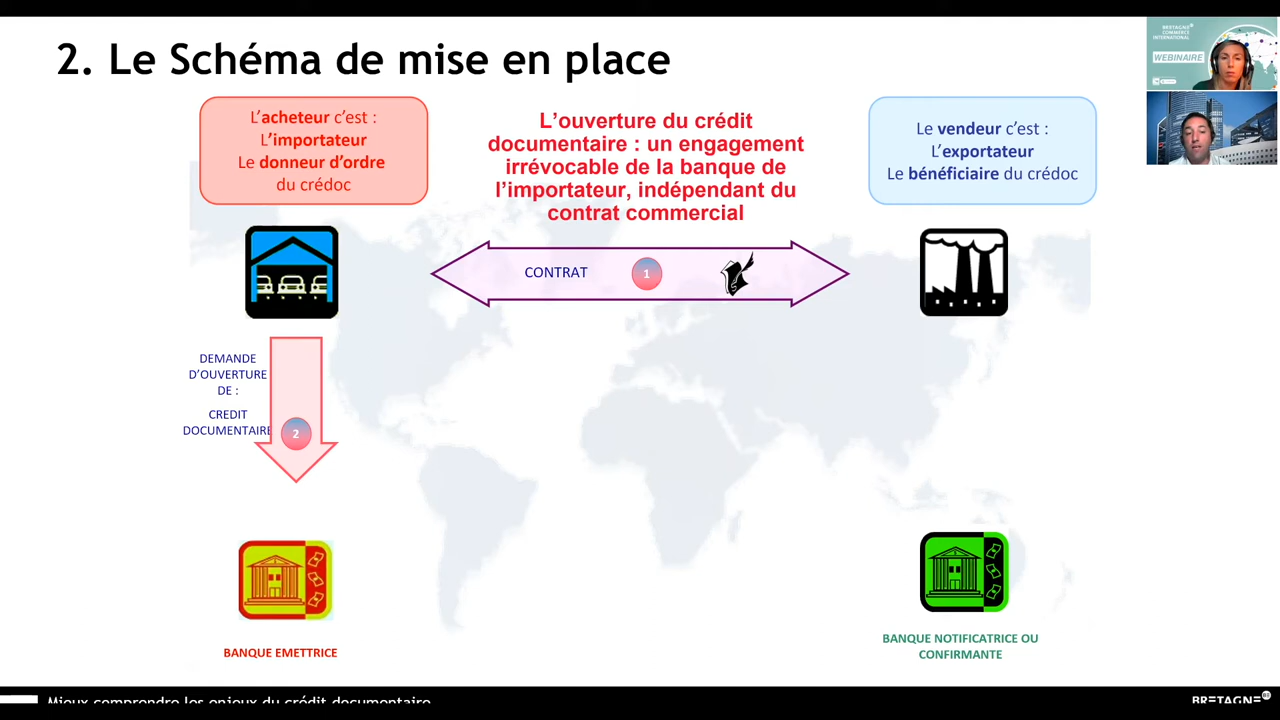 2. Le Schéma de mise en place
L'acheteur c'est :
L'importateur
Le donneur d'ordre
du crédoc
L'ouverture du crédit
documentaire : un engagement
irrévocable de la banque de
l'importateur, indépendant du
contrat commercial
Le vendeur c'est :
L'exportateur
Le bénéficiaire du crédoc
BRETAGNE
COMMERCE
INTERNATIONAL
WEBINAIRE
CONTRAT
1
DEMANDE
D'OUVERTURE
DE :
CREDIT
DOCUMENTAIRE
2
BANQUE EMETTRICE
BANQUE NOTIFICATRICE OU
CONFIRMANTE
Mieux comprendre les enjeux du crédit documentaire
BRETAGNE